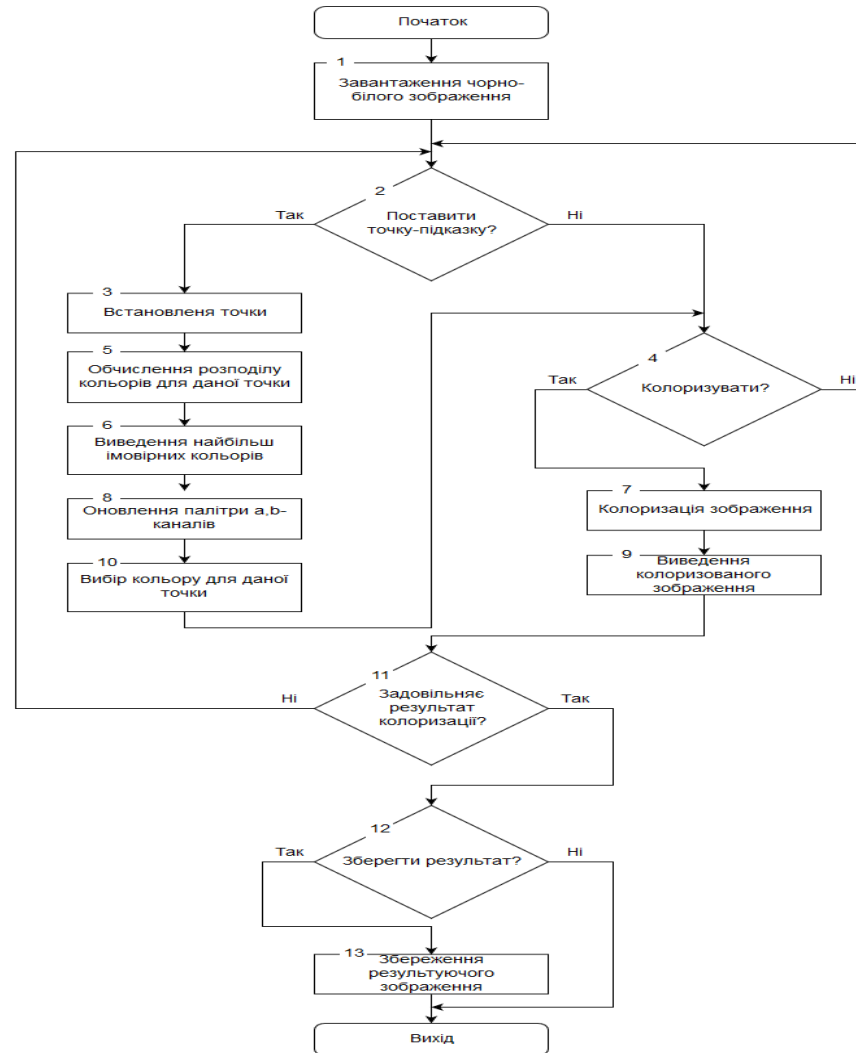 Початок
1
Завантаження чорно-
білого зображення
2
Поставити
точку-підказку?
Так
Ні
3
Встановленя точки
5
Обчислення розподілу
кольорів для даної точки
6
Виведення найбільш
імовірних кольорів
8
Оновлення палітри a,b-
каналів
10
Вибір кольору для даної
точки
4
Колоризувати?
Так
Ні
7
Колоризація зображення
9
Виведення
колоризованого
зображення
11
Задовільняє
результат
колоризації?
Ні
Так
12
Зберегти результат?
Так
Ні
13
Збереження
результуючого
зображення
Вихід